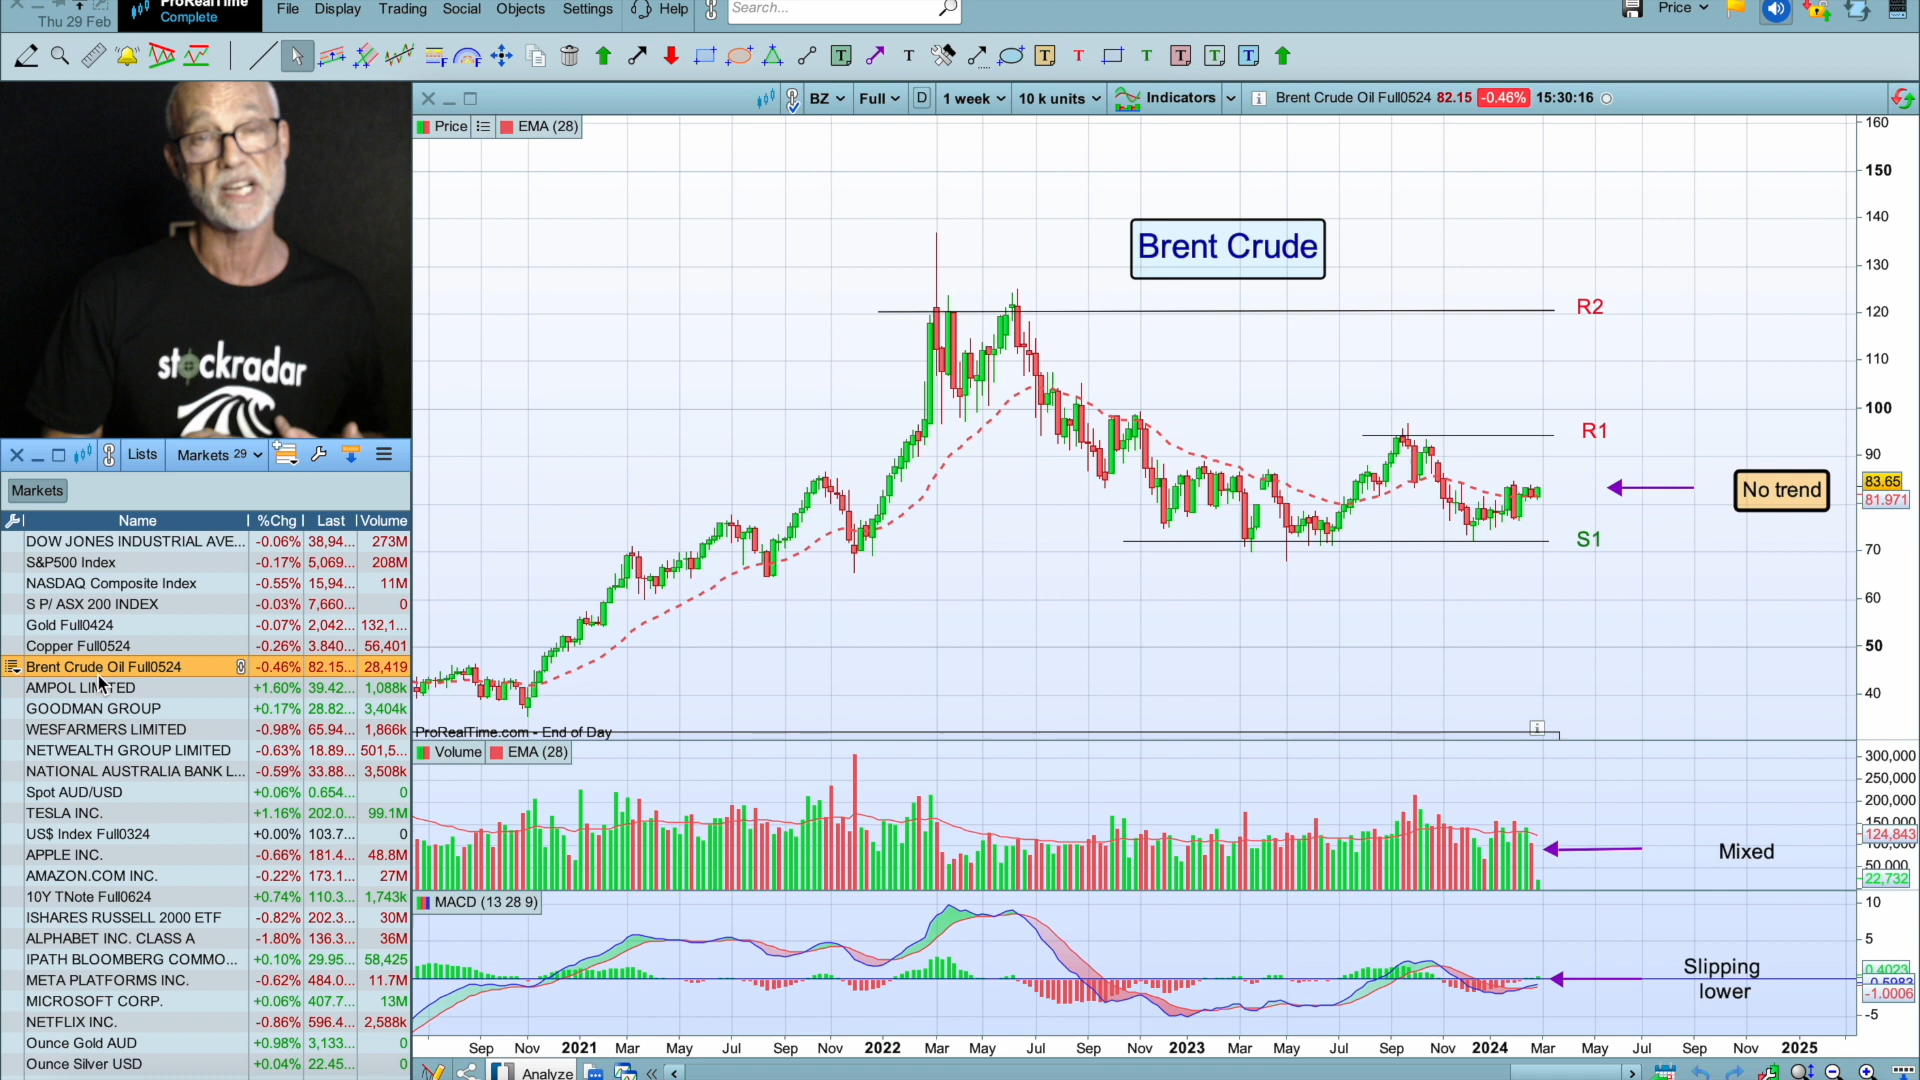 Thu 29 Feb
ProRealTime
Complete
File Display Trading Social Objects Settings Help
Search...
Price
BZ Full D 1 week 10 k units Indicators
Brent Crude Oil Full0524 82.15 -0.46% 15:30:16
Price EMA (28)
160
150
140
130
120
110
100
90
83.65
81.971
70
60
50
40
Brent Crude
R2
R1
No trend
S1
stockradar
Lists Markets 29
Markets
Name %Chg Last Volume
DOW JONES INDUSTRIAL AVE... -0.06% 38,94... 273M
S&P500 Index -0.17% 5,069... 208M
NASDAQ Composite Index -0.55% 15,94... 11M
S P/ ASX 200 INDEX -0.03% 7,660... 0
Gold Full0424 -0.07% 2,042... 132,1...
Copper Full0524 -0.26% 3.840... 56,401
Brent Crude Oil Full0524 -0.46% 82.15... 28,419
AMPOL LIMITED +1.60% 39.42... 1,088k
GOODMAN GROUP +0.17% 28.82... 3,404k
WESFARMERS LIMITED -0.98% 65.94... 1,866k
NETWEALTH GROUP LIMITED -0.63% 18.89... 501,5...
NATIONAL AUSTRALIA BANK L... -0.59% 33.88... 3,508k
Spot AUD/USD +0.06% 0.654... 0
TESLA INC. +1.16% 202.0... 99.1M
US$ Index Full0324 +0.00% 103.7... 0
APPLE INC. -0.66% 181.4... 48.8M
AMAZON.COM INC. -0.22% 173.1... 27M
10Y TNote Full0624 +0.74% 110.3... 1,743k
ISHARES RUSSELL 2000 ETF -0.82% 202.3... 30M
ALPHABET INC. CLASS A -1.80% 136.3... 36M
IPATH BLOOMBERG COMMO... +0.10% 29.95... 58,425
META PLATFORMS INC. -0.62% 484.0... 11.7M
MICROSOFT CORP. +0.06% 407.7... 13M
NETFLIX INC. -0.86% 596.4... 2,588k
Ounce Gold AUD +0.98% 3,133... 0
Ounce Silver USD +0.04% 22.45... 0
ProRealTime.com - End of Day
Volume EMA (28)
300,000
250,000
200,000
124,843
50,000
22,732
Mixed
MACD (13 28 9)
10
5
0.4023
-1.0006
-5
Slipping
lower
Sep Nov 2021 Mar May Jul Sep Nov 2022 Mar May Jul Sep Nov 2023 Mar May Jul Sep Nov 2024 Mar May Jul Sep Nov 2025
Analyze